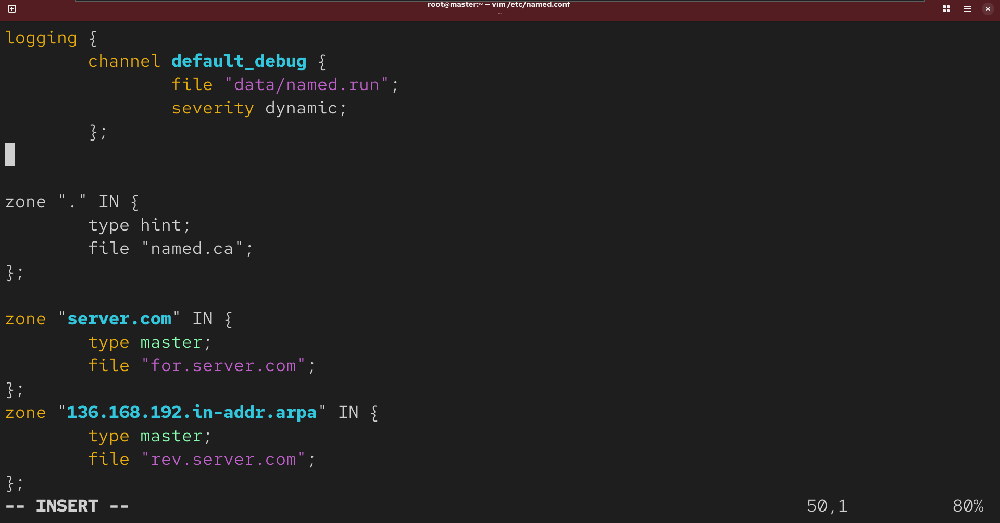 root@master:~ — vim /etc/named.conf
~
logging {
        channel default_debug {
                file "data/named.run";
                severity dynamic;
        };

zone "." IN {
        type hint;
        file "named.ca";
};

zone "server.com" IN {
        type master;
        file "for.server.com";
};
zone "136.168.192.in-addr.arpa" IN {
        type master;
        file "rev.server.com";
};
-- INSERT -- 50,1 80%